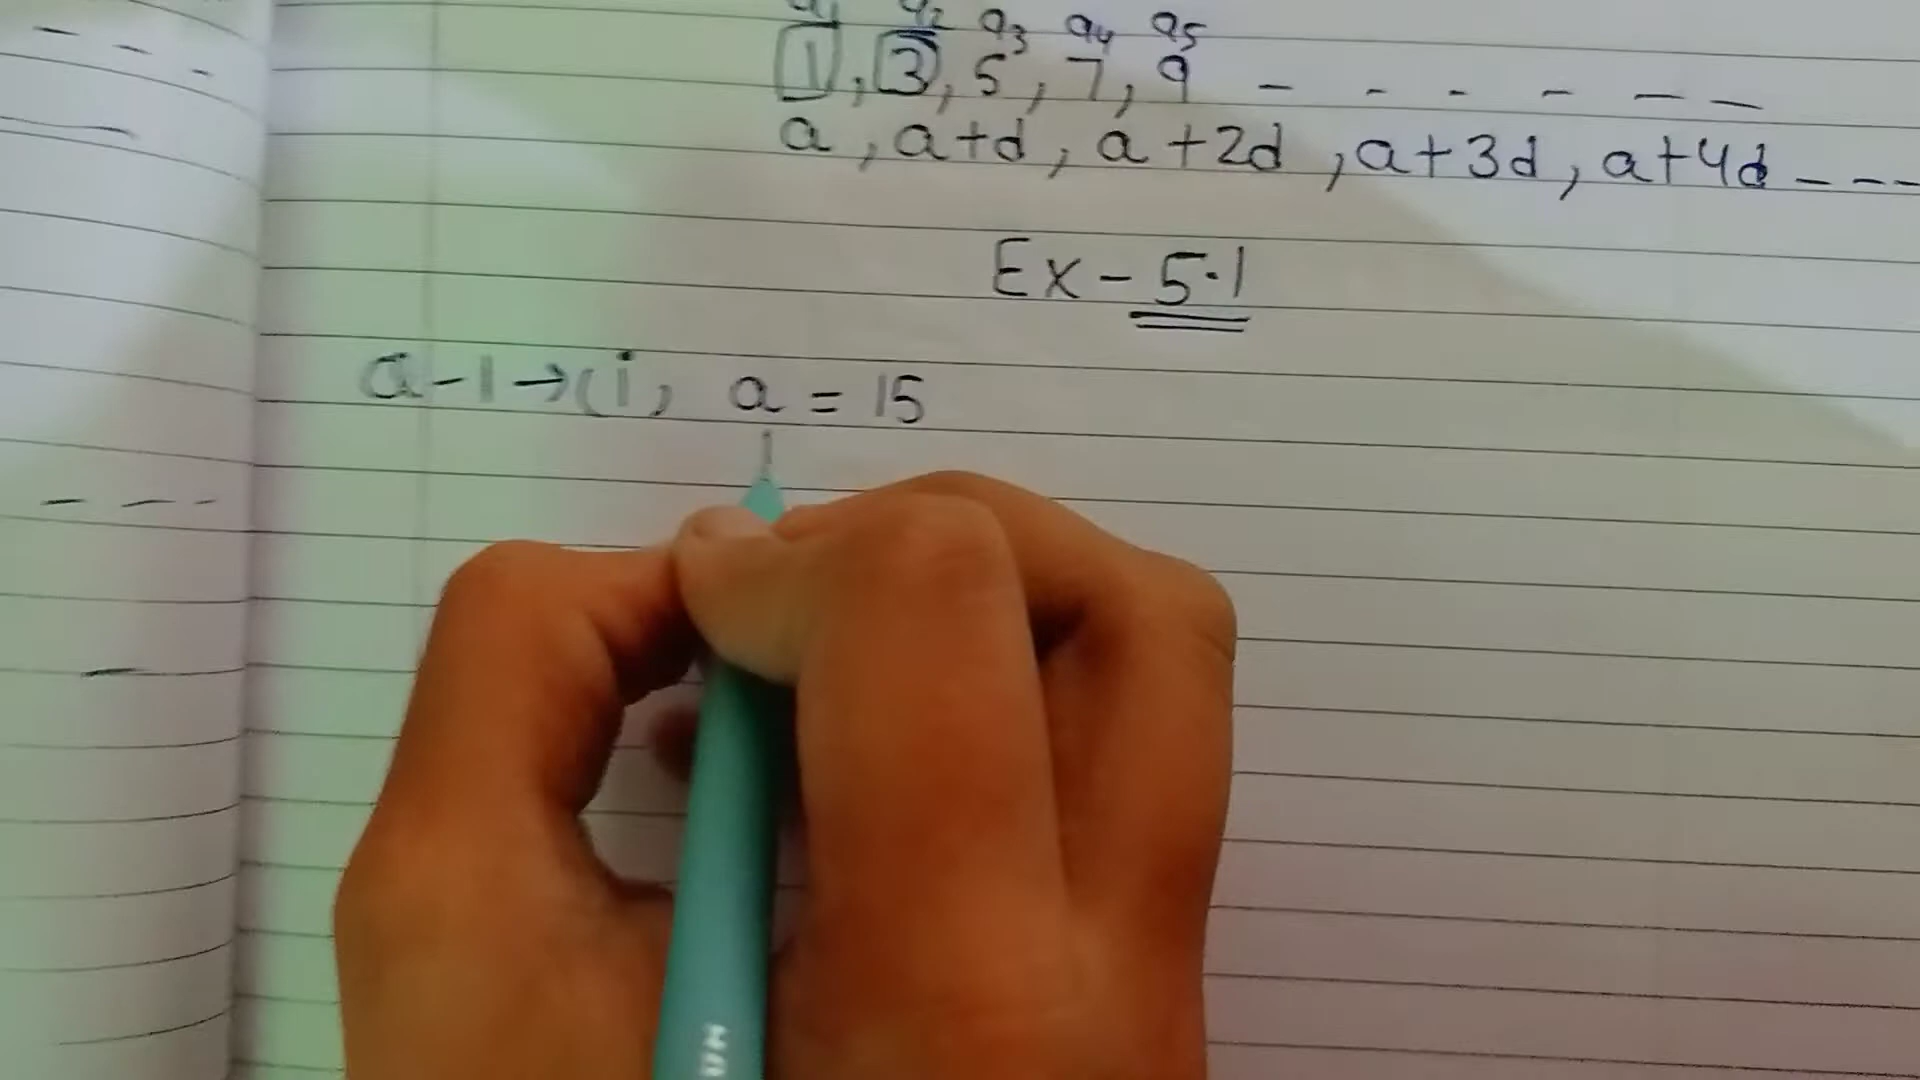 a1 a2 a3 a4 a5
1, 3, 5, 7, 9 - - - - - -
a, a+d, a+2d, a+3d, a+4d - - -
Ex - 5.1
Q-1→(i) a = 15